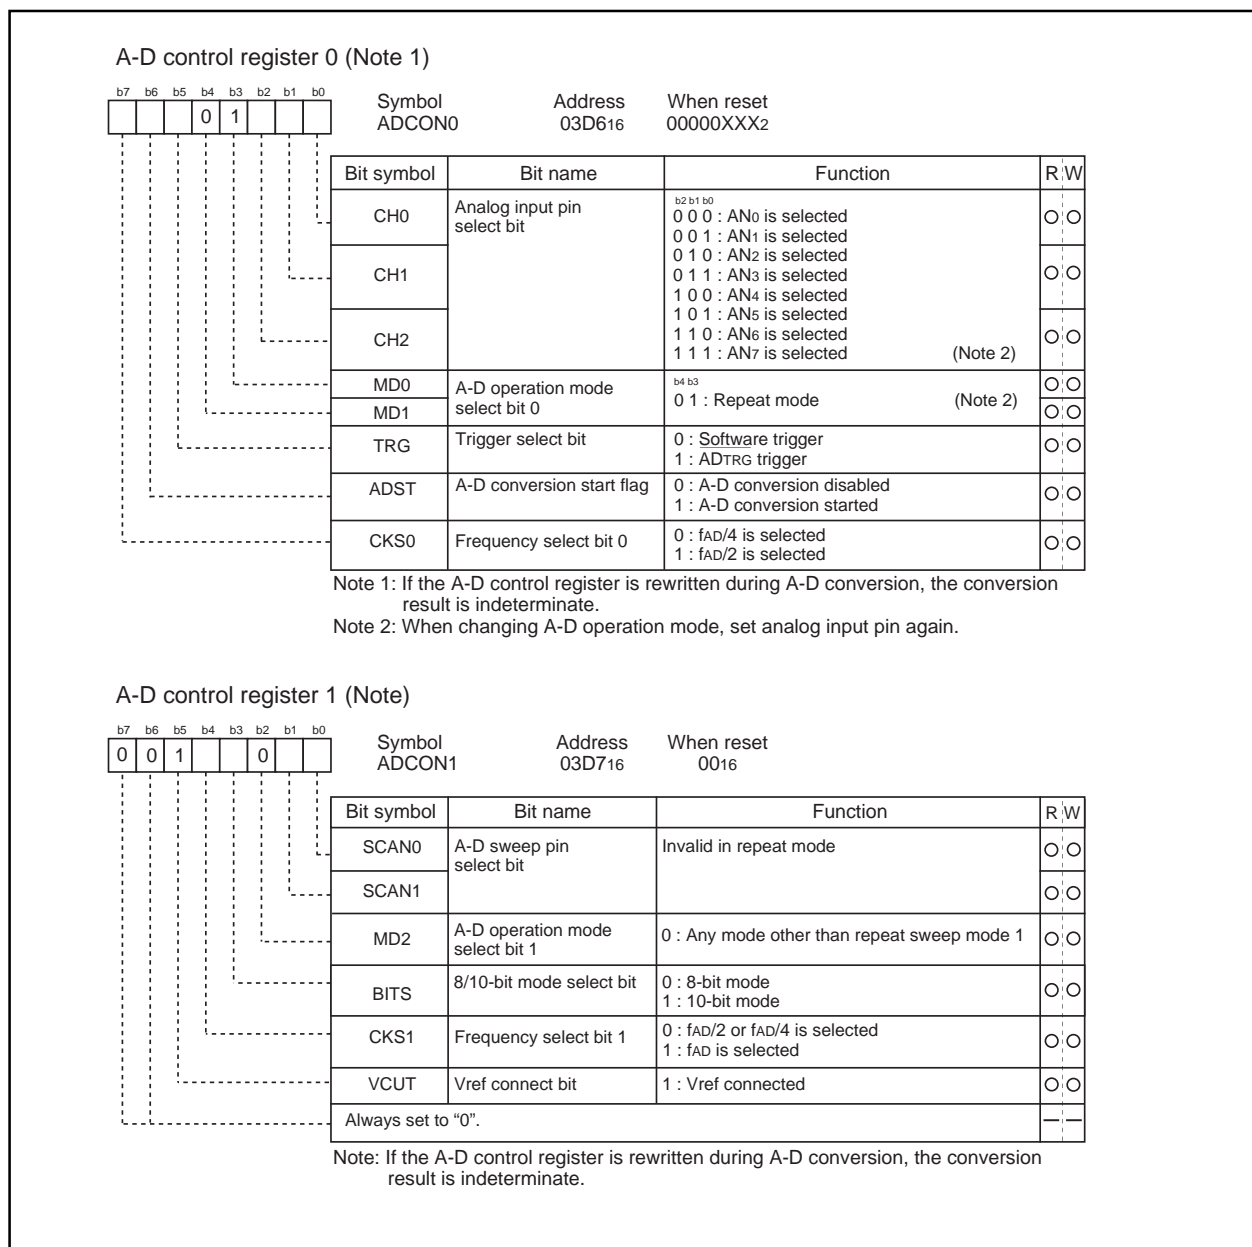 A-D control register 0 (Note 1)
b7 b6 b5 b4 b3 b2 b1 b0
0 1
Symbol Address When reset
ADCON0 03D616 00000XXX2
Bit symbol Bit name Function R W
CH0 Analog input pin select bit
b2 b1 b0
0 0 0 : AN0 is selected
0 0 1 : AN1 is selected
0 1 0 : AN2 is selected
CH1 0 1 1 : AN3 is selected
1 0 0 : AN4 is selected
1 0 1 : AN5 is selected
CH2 1 1 0 : AN6 is selected
1 1 1 : AN7 is selected (Note 2)
MD0 A-D operation mode
MD1 select bit 0
b4 b3
0 1 : Repeat mode (Note 2)
TRG Trigger select bit 0 : Software trigger
1 : ADTRG trigger
ADST A-D conversion start flag 0 : A-D conversion disabled
1 : A-D conversion started
CKS0 Frequency select bit 0 0 : fAD/4 is selected
1 : fAD/2 is selected
Note 1: If the A-D control register is rewritten during A-D conversion, the conversion
result is indeterminate.
Note 2: When changing A-D operation mode, set analog input pin again.
A-D control register 1 (Note)
b7 b6 b5 b4 b3 b2 b1 b0
0 0 1 0
Symbol Address When reset
ADCON1 03D716 0016
Bit symbol Bit name Function R W
SCAN0 A-D sweep pin Invalid in repeat mode
select bit
SCAN1
MD2 A-D operation mode 0 : Any mode other than repeat sweep mode 1
select bit 1
BITS 8/10-bit mode select bit 0 : 8-bit mode
1 : 10-bit mode
CKS1 Frequency select bit 1 0 : fAD/2 or fAD/4 is selected
1 : fAD is selected
VCUT Vref connect bit 1 : Vref connected
Always set to “0”.
Note: If the A-D control register is rewritten during A-D conversion, the conversion
result is indeterminate.